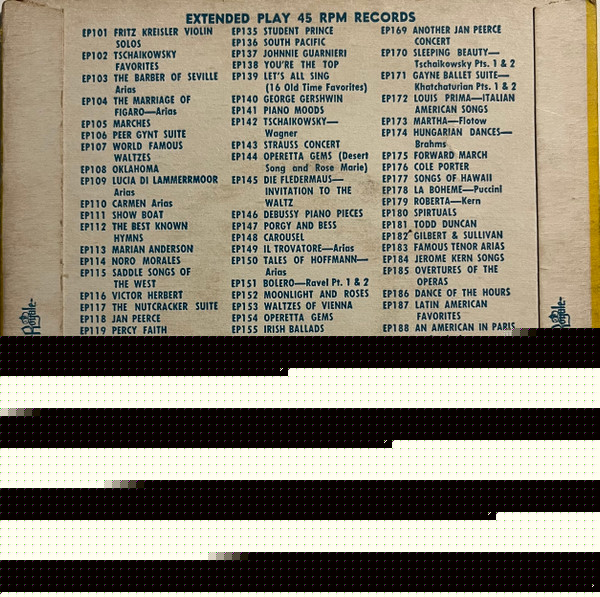 EXTENDED PLAY 45 RPM RECORDS
EP101 FRITZ KREISLER VIOLIN
SOLOS
EP102 TSCHAIKOWSKY
FAVORITES
EP103 THE BARBER OF SEVILLE
Arias
EP104 THE MARRIAGE OF
FIGARO—Arias
EP105 MARCHES
EP106 PEER GYNT SUITE
EP107 WORLD FAMOUS
WALTZES
EP108 OKLAHOMA
EP109 LUCIA DI LAMMERRMOOR
Arias
EP110 CARMEN Arias
EP111 SHOW BOAT
EP112 THE BEST KNOWN
HYMNS
EP113 MARIAN ANDERSON
EP114 NORO MORALES
EP115 SADDLE SONGS OF
THE WEST
EP116 VICTOR HERBERT
EP117 THE NUTCRACKER SUITE
EP118 JAN PEERCE
EP119 PERCY FAITH
EP135 STUDENT PRINCE
EP136 SOUTH PACIFIC
EP137 JOHNNIE GUARNIERI
EP138 YOU'RE THE TOP
EP139 LET'S ALL SING
(16 Old Time Favorites)
EP140 GEORGE GERSHWIN
EP141 PIANO MOODS
EP142 TSCHAIKOWSKY—
Wagner
EP143 STRAUSS CONCERT
EP144 OPERETTA GEMS (Desert
Song and Rose Marie)
EP145 DIE FLEDERMAUS—
INVITATION TO THE
WALTZ
EP146 DEBUSSY PIANO PIECES
EP147 PORGY AND BESS
EP148 CAROUSEL
EP149 IL TROVATORE—Arias
EP150 TALES OF HOFFMANN—
Arias
EP151 BOLERO—Ravel Pt. 1 & 2
EP152 MOONLIGHT AND ROSES
EP153 WALTZES OF VIENNA
EP154 OPERETTA GEMS
EP155 IRISH BALLADS
EP169 ANOTHER JAN PEERCE
CONCERT
EP170 SLEEPING BEAUTY—
Tschaikowsky Pts. 1 & 2
EP171 GAYNE BALLET SUITE—
Khatchaturian Pts. 1 & 2
EP172 LOUIS PRIMA—ITALIAN
AMERICAN SONGS
EP173 MARTHA—Flotow
EP174 HUNGARIAN DANCES—
Brahms
EP175 FORWARD MARCH
EP176 COLE PORTER
EP177 SONGS OF HAWAII
EP178 LA BOHEME—Puccini
EP179 ROBERTA—Kern
EP180 SPIRTUALS
EP181 TODD DUNCAN
EP182 GILBERT & SULLIVAN
EP183 FAMOUS TENOR ARIAS
EP184 JEROME KERN SONGS
EP185 OVERTURES OF THE
OPERAS
EP186 DANCE OF THE HOURS
EP187 LATIN AMERICAN
FAVORITES
EP188 AN AMERICAN IN PARIS
Royale
Royale